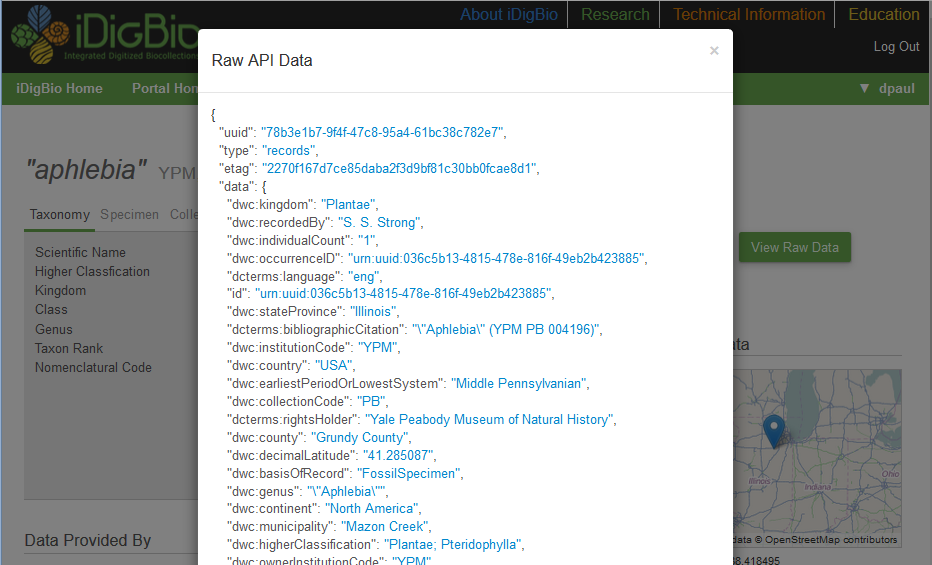 About iDigBio
Research
Technical Information
Education
iDigBio
Integrated Digitized Biocollections
Log Out
iDigBio Home
Portal Hom
▼ dpaul
Raw API Data
×
"aphlebia" YPM
Taxonomy
Specimen
Colle
Scientific Name
Higher Classfication
Kingdom
Class
Genus
Taxon Rank
Nomenclatural Code
Data Provided By
{
"uuid": "78b3e1b7-9f4f-47c8-95a4-61bc38c782e7",
"type": "records",
"etag": "2270f167d7ce85daba2f3d9bf81c30bb0fcae8d1",
"data": {
"dwc:kingdom": "Plantae",
"dwc:recordedBy": "S. S. Strong",
"dwc:individualCount": "1",
"dwc:occurrenceID": "urn:uuid:036c5b13-4815-478e-816f-49eb2b423885",
"dcterms:language": "eng",
"id": "urn:uuid:036c5b13-4815-478e-816f-49eb2b423885",
"dwc:stateProvince": "Illinois",
"dcterms:bibliographicCitation": "\"Aphlebia\" (YPM PB 004196)",
"dwc:institutionCode": "YPM",
"dwc:country": "USA",
"dwc:earliestPeriodOrLowestSystem": "Middle Pennsylvanian",
"dwc:collectionCode": "PB",
"dcterms:rightsHolder": "Yale Peabody Museum of Natural History",
"dwc:county": "Grundy County",
"dwc:decimalLatitude": "41.285087",
"dwc:basisOfRecord": "FossilSpecimen",
"dwc:genus": "\"Aphlebia\"",
"dwc:continent": "North America",
"dwc:municipality": "Mazon Creek",
"dwc:higherClassification": "Plantae; Pteridophylla",
"dwc:ownerInstitutionCode": "YPM"
View Raw Data
ata
Illinois
Indiana
Ohio
data © OpenStreetMap contributors
88.418495